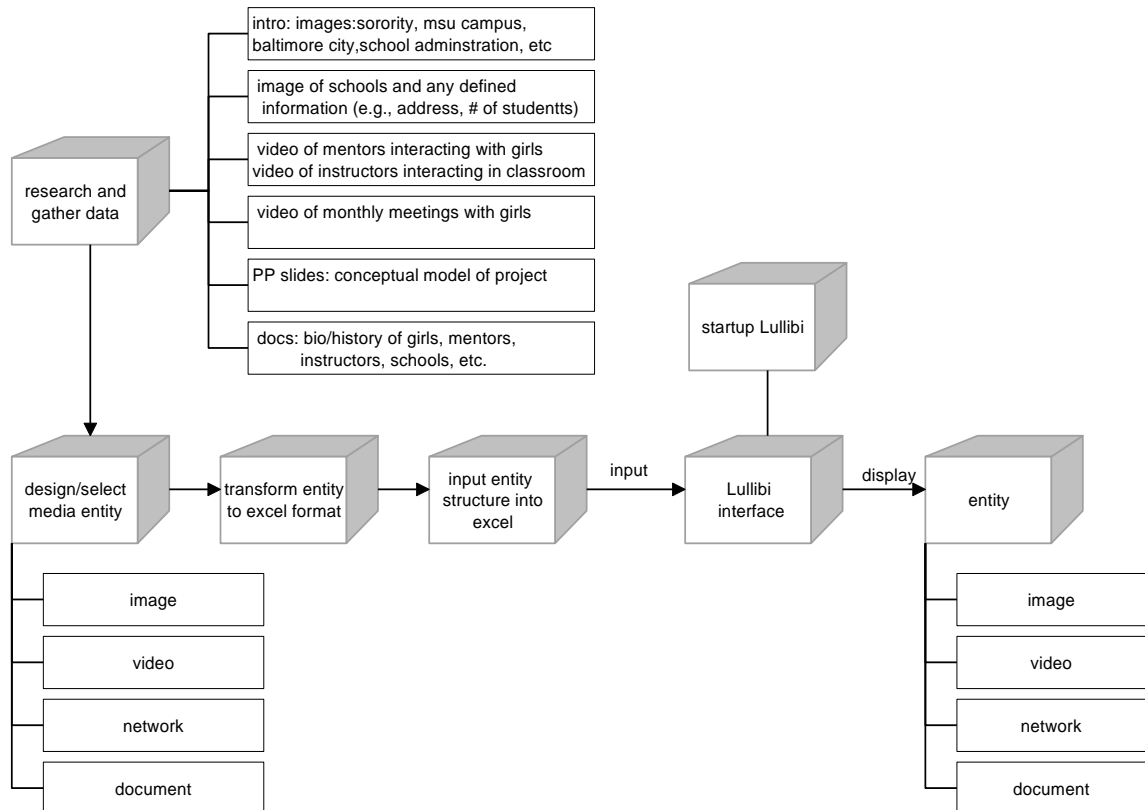 intro: images:sorority, msu campus,
baltimore city,school adminstration, etc
image of schools and any defined
information (e.g., address, # of studentts)
video of mentors interacting with girls
video of instructors interacting in classroom
research and
gather data
video of monthly meetings with girls
PP slides: conceptual model of project
startup Lullibi
docs: bio/history of girls, mentors,
instructors, schools, etc.
design/select
media entity
transform entity
to excel format
input entity
structure into
excel
input
Lullibi
interface
display
entity
image
video
network
document
image
video
network
document